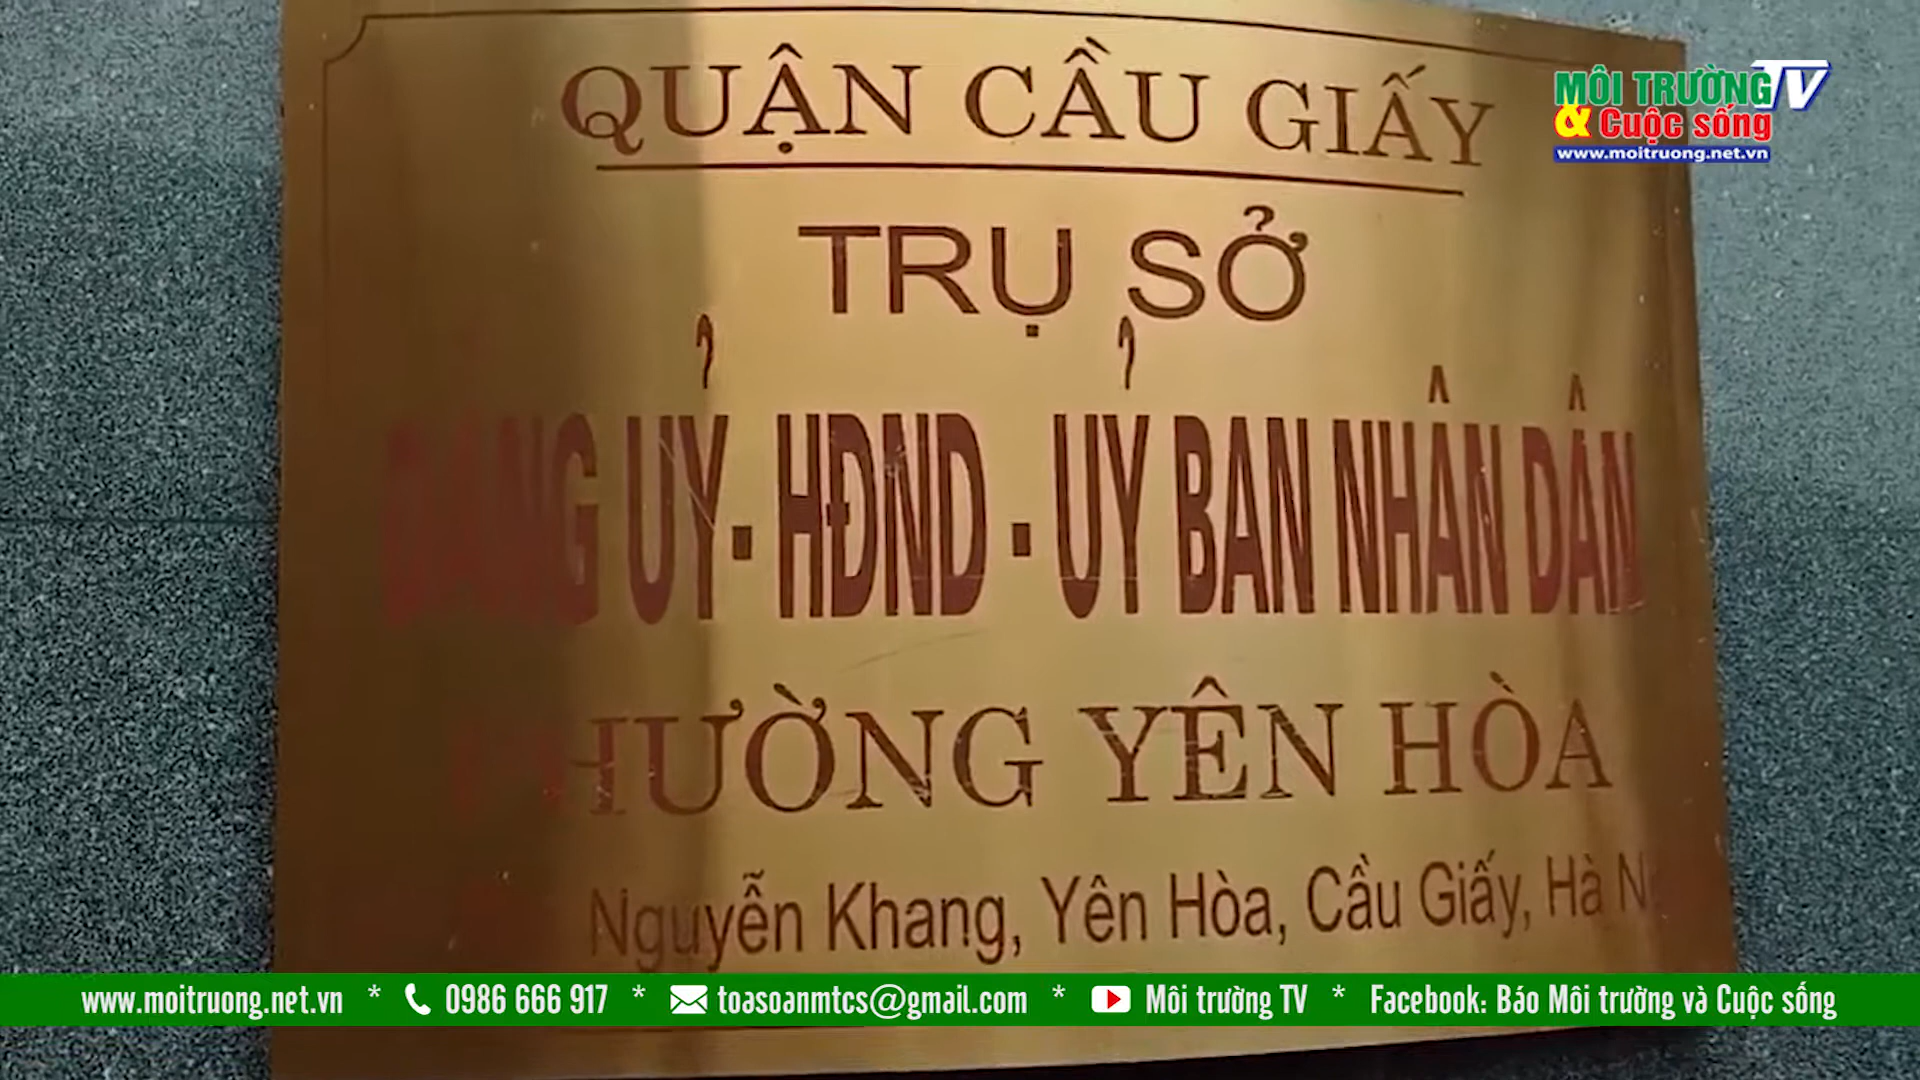 QUẬN CẦU GIẤY
MÔI TRƯỜNG TV
& Cuộc sống
www.moitruong.net.vn
TRỤ SỞ
ĐẢNG UỶ - HĐND - UỶ BAN NHÂN DÂN
PHƯỜNG YÊN HÒA
Nguyễn Khang, Yên Hòa, Cầu Giấy, Hà
www.moitruong.net.vn * 0986 666 917 * toasoanmtcs@gmail.com * Môi trường TV * Facebook: Báo Môi trường và Cuộc sống